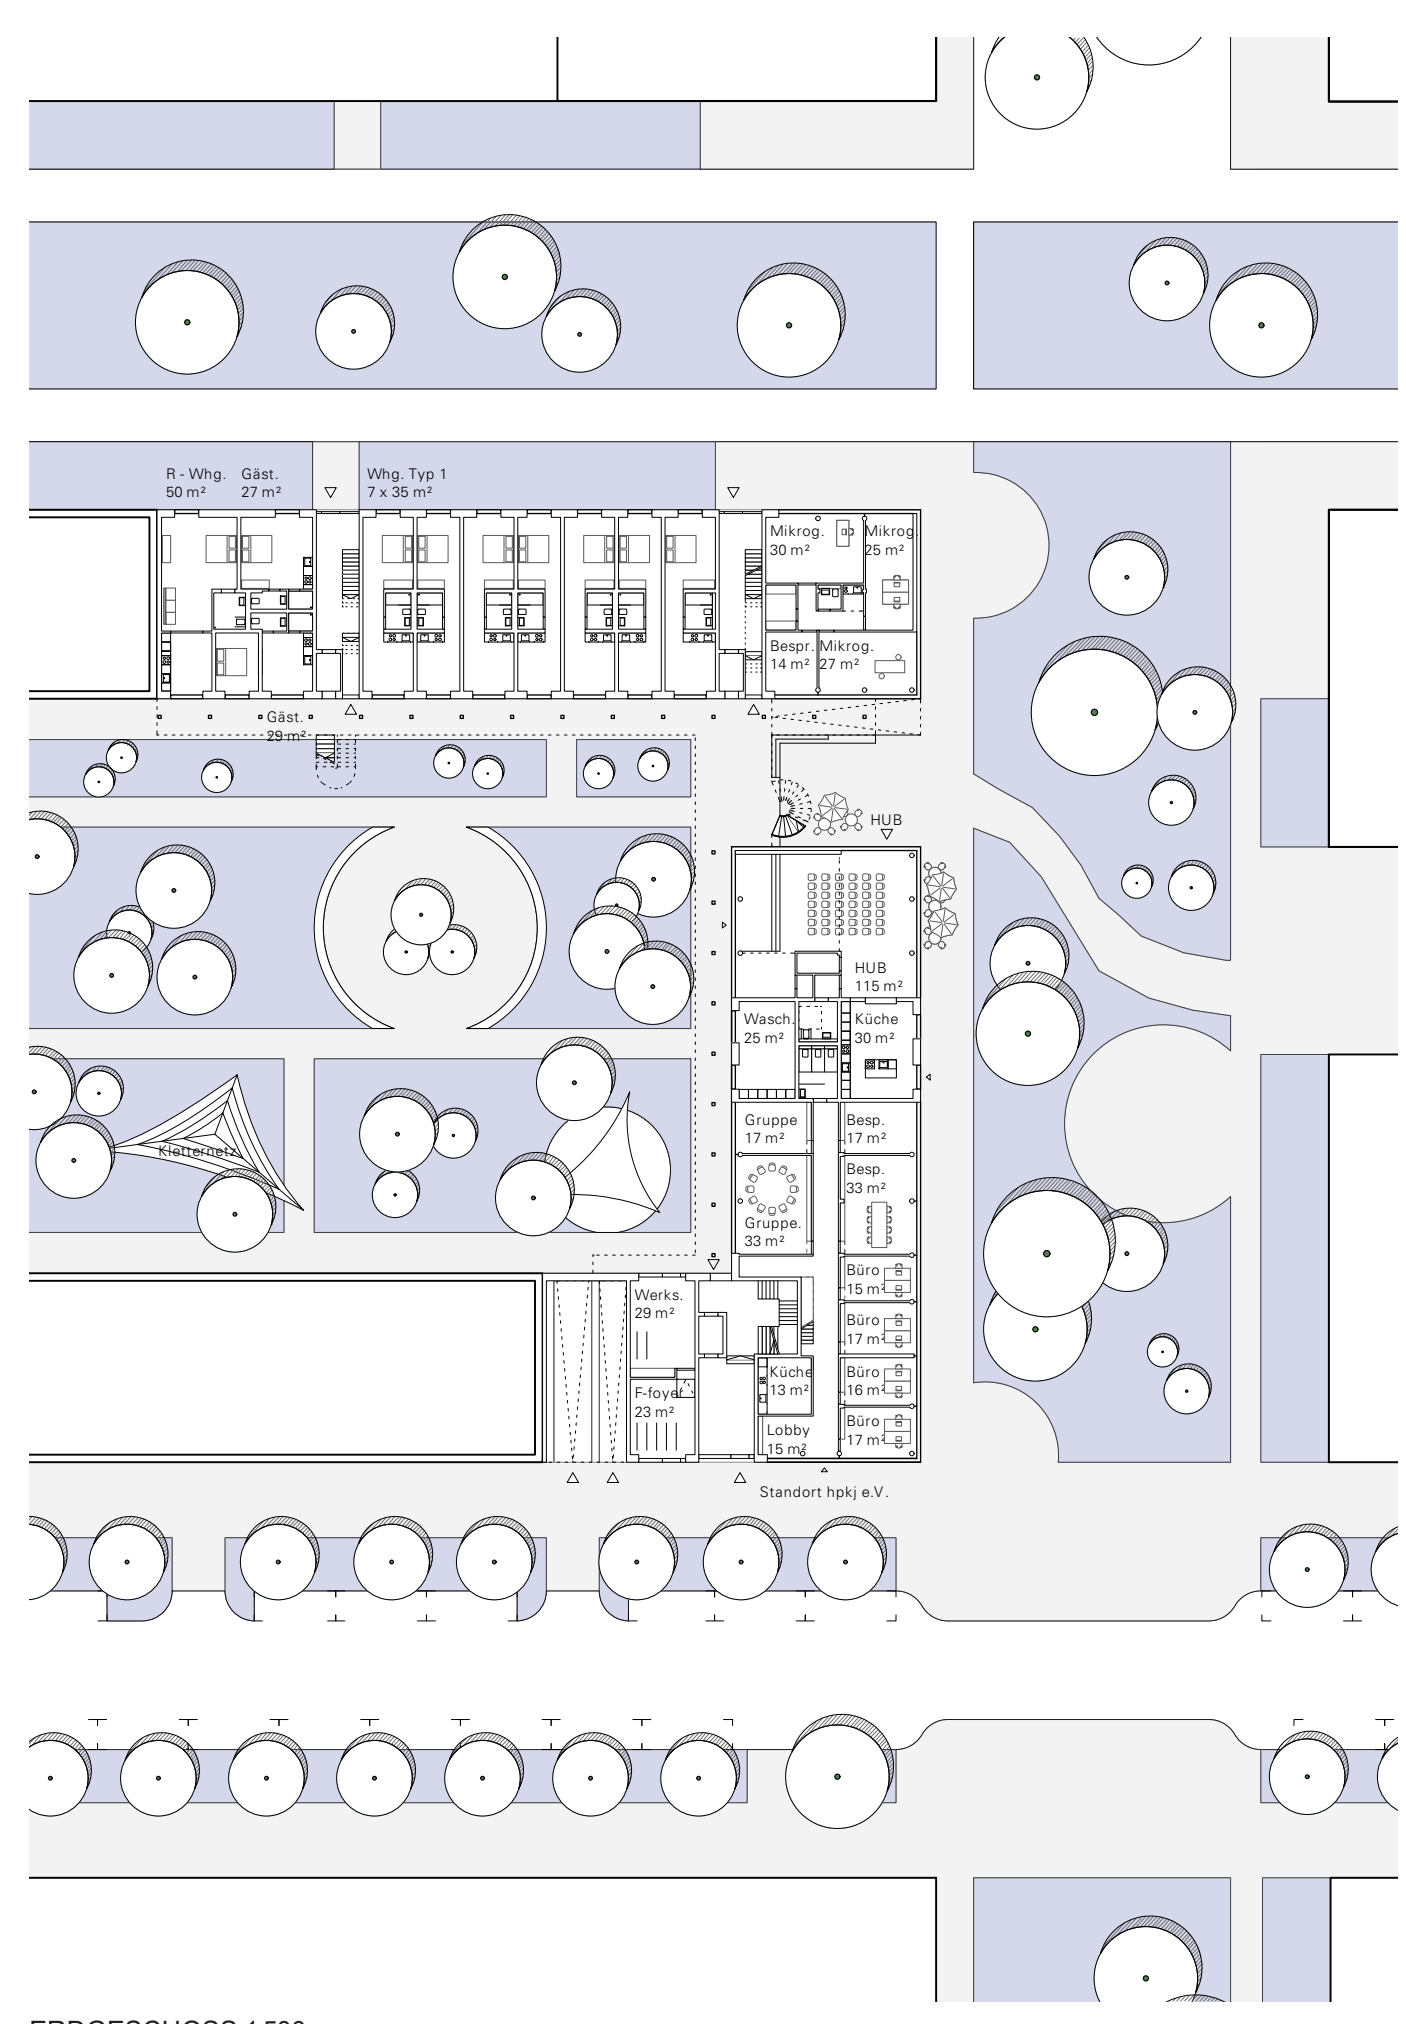 R - Whg.
50 m²
Gäst.
27 m²
Whg. Typ 1
7 x 35 m²
Mikrog.
30 m²
Mikrog.
25 m²
Bespr.
14 m²
Mikrog.
27 m²
Gäst.
29 m²
HUB
HUB
115 m²
Wasch.
25 m²
Küche
30 m²
Gruppe
17 m²
Besp.
17 m²
Besp.
33 m²
Kletternetz
Gruppe.
33 m²
Büro
15 m²
Werks.
29 m²
Büro
17 m²
Küche
13 m²
Büro
16 m²
F-foyer
23 m²
Lobby
15 m²
Büro
17 m²
Standort hpkj e.V.